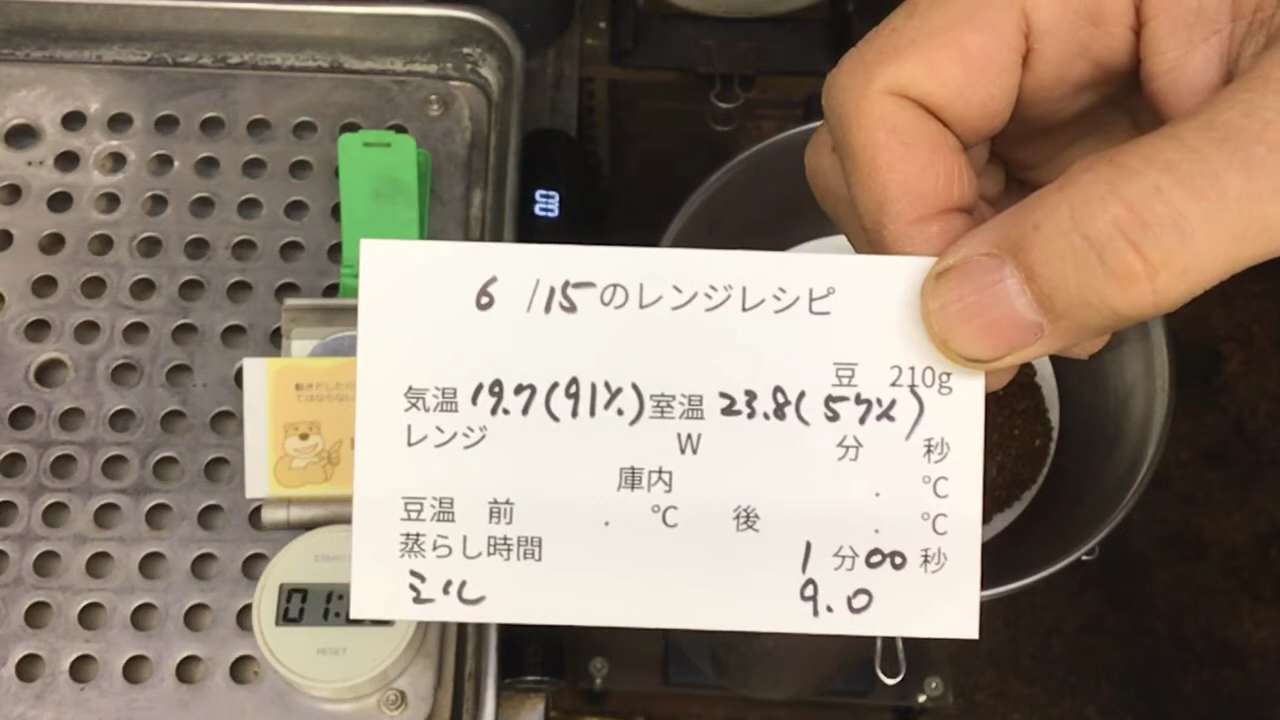 6/15のレンジレシピ
豆 210g
気温 19.7(91%) 室温 23.8(57%)
レンジ W 分 秒
庫内 . ℃
豆温 前 . ℃ 後 . ℃
蒸らし時間 1分00秒
ミル 9.0